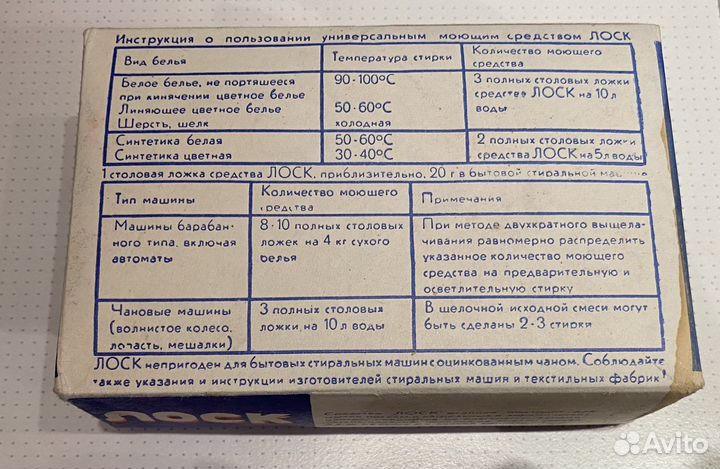 Инструкция о пользовании универсальным моющим средством ЛОСК
Вид белья
Температура стирки
Количество моющего
средства
Белое белье, не портящееся
при кипячении цветное белье
Линяющее цветное белье
Шерсть, шелк
90-100°C
50-60°C
холодная
3 полных столовых ложки
средства ЛОСК на 10 л
воды
Синтетика белая
Синтетика цветная
50-60°C
30-40°C
2 полных столовых ложки
средства ЛОСК на 5л воды
1 столовая ложка средства ЛОСК, приблизительно, 20 г в бытовой стиральной
Тип машины
Количество моющего
средства
Примечания
Машины барабан-
ного типа, включая
автоматы
8-10 полных столовых
ложек на 4 кг сухого
белья
При методе двухкратного выщела-
чивания равномерно распределить
указанное количество моющего
средства на предварительную и
осветлительную стирку
Чановые машины
(волнистое колесо,
лопасть, мешалки)
3 полных столовых
ложки на 10 л воды
В щелочной исходной смеси могут
быть сделаны 2-3 стирки
ЛОСК непригоден для бытовых стиральных машин с оцинкованным чаном. Соблюдайте
также указания и инструкции изготовителей стиральных машин и текстильных фабрик!
ЛОСК
Средство ЛОСК
Avito